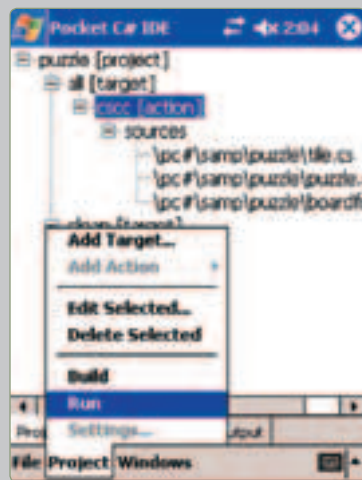 Pocket C# IDE 2:04
puzzle [project]
all [target]
cscc [action]
sources
\pc#\samp\puzzle\tile.cs
\pc#\samp\puzzle\puzzle.
\pc#\samp\puzzle\boardf
clean [target]
Add Target...
Add Action
Edit Selected...
Delete Selected
Build
Run
Settings...
File Project Windows